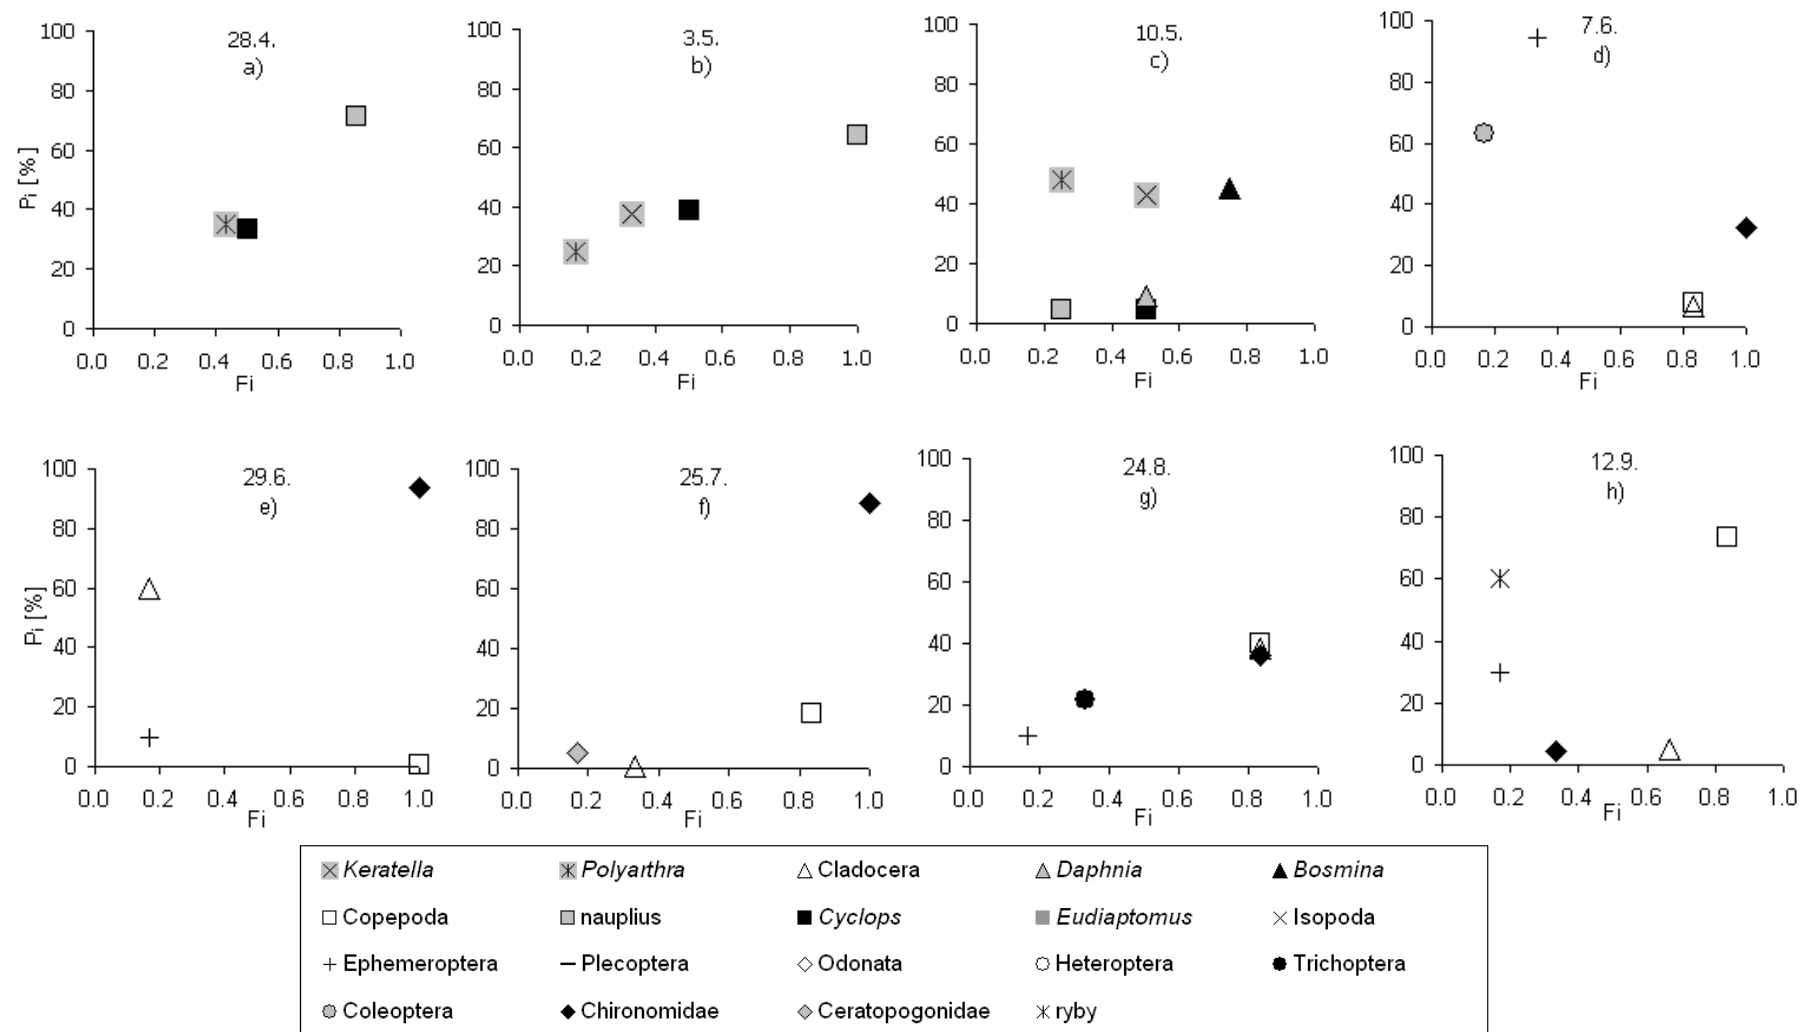 28.4.
a)
100
80
60
40
20
0
Pi [%]
0.0 0.2 0.4 0.6 0.8 1.0
Fi
3.5.
b)
100
80
60
40
20
0
0.0 0.2 0.4 0.6 0.8 1.0
Fi
10.5.
c)
100
80
60
40
20
0
0.0 0.2 0.4 0.6 0.8 1.0
Fi
7.6.
d)
100
80
60
40
20
0
0.0 0.2 0.4 0.6 0.8 1.0
Fi
29.6.
e)
100
80
60
40
20
0
Pi [%]
0.0 0.2 0.4 0.6 0.8 1.0
Fi
25.7.
f)
100
80
60
40
20
0
0.0 0.2 0.4 0.6 0.8 1.0
Fi
24.8.
g)
100
80
60
40
20
0
0.0 0.2 0.4 0.6 0.8 1.0
Fi
12.9.
h)
100
80
60
40
20
0
0.0 0.2 0.4 0.6 0.8 1.0
Fi
Keratella Polyarthra Cladocera Daphnia Bosmina
Copepoda nauplius Cyclops Eudiaptomus Isopoda
Ephemeroptera Plecoptera Odonata Heteroptera Trichoptera
Coleoptera Chironomidae Ceratopogonidae ryby